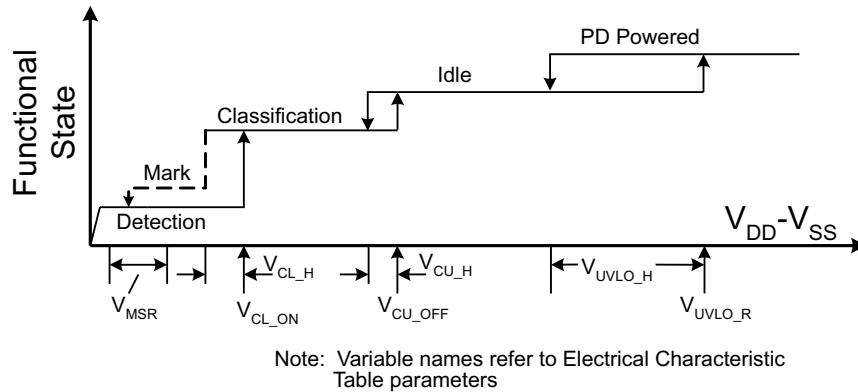 Functional
State
PD Powered
Idle
Classification
Mark
Detection
V_DD-V_SS
V_CL_H
V_CU_H
V_UVLO_H
V_MSR
V_CL_ON
V_CU_OFF
V_UVLO_R
Note: Variable names refer to Electrical Characteristic
Table parameters